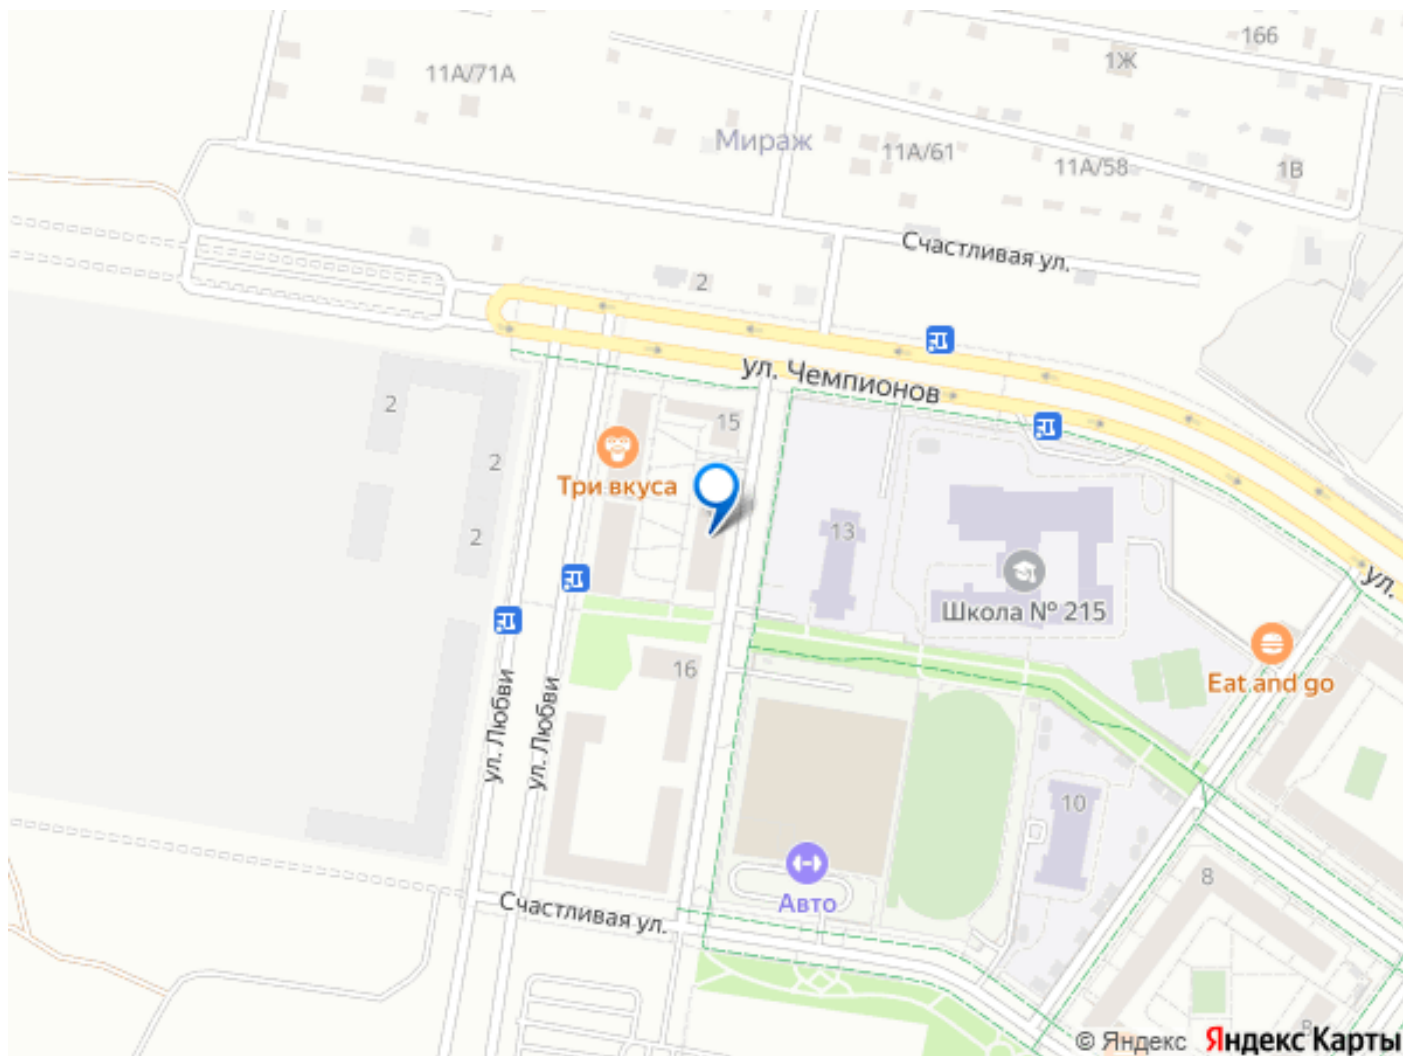 166
1Ж
11А/71А
Мираж
11А/61
11А/58
1В
Счастливая ул.
2
ул. Чемпионов
2
15
2
Три вкуса
13
2
ул.
Школа № 215
16
Eat and go
ул. Любви
ул. Любви
10
8
Авто
Счастливая ул.
© Яндекс Яндекс Карты